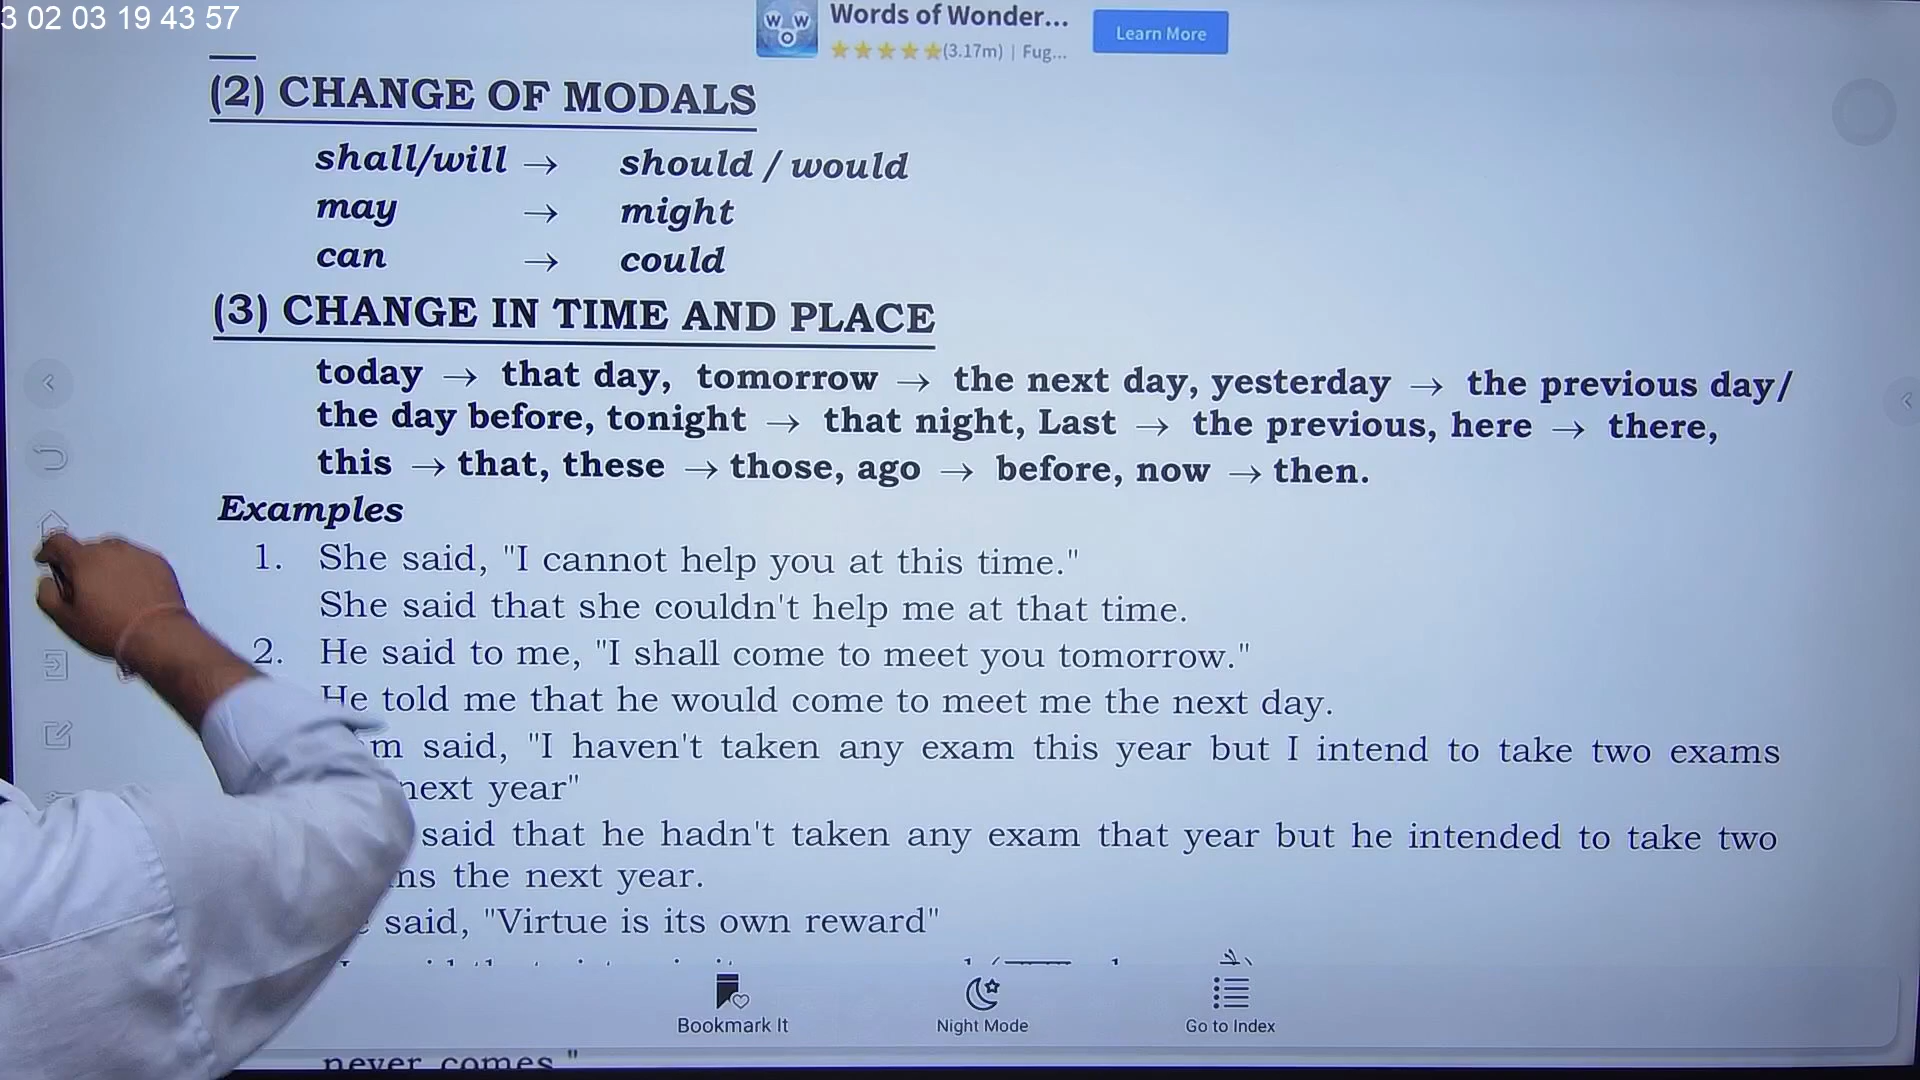 3 02 03 19 43 57
Words of Wonder...
(3.17m) | Fug...
Learn More
(2) CHANGE OF MODALS
shall/will → should / would
may → might
can → could
(3) CHANGE IN TIME AND PLACE
today → that day, tomorrow → the next day, yesterday → the previous day/
the day before, tonight → that night, Last → the previous, here → there,
this → that, these → those, ago → before, now → then.
Examples
1. She said, "I cannot help you at this time."
She said that she couldn't help me at that time.
2. He said to me, "I shall come to meet you tomorrow."
He told me that he would come to meet me the next day.
said, "I haven't taken any exam this year but I intend to take two exams
next year"
said that he hadn't taken any exam that year but he intended to take two
the next year.
said, "Virtue is its own reward"
Bookmark It
Night Mode
Go to Index
never comes."